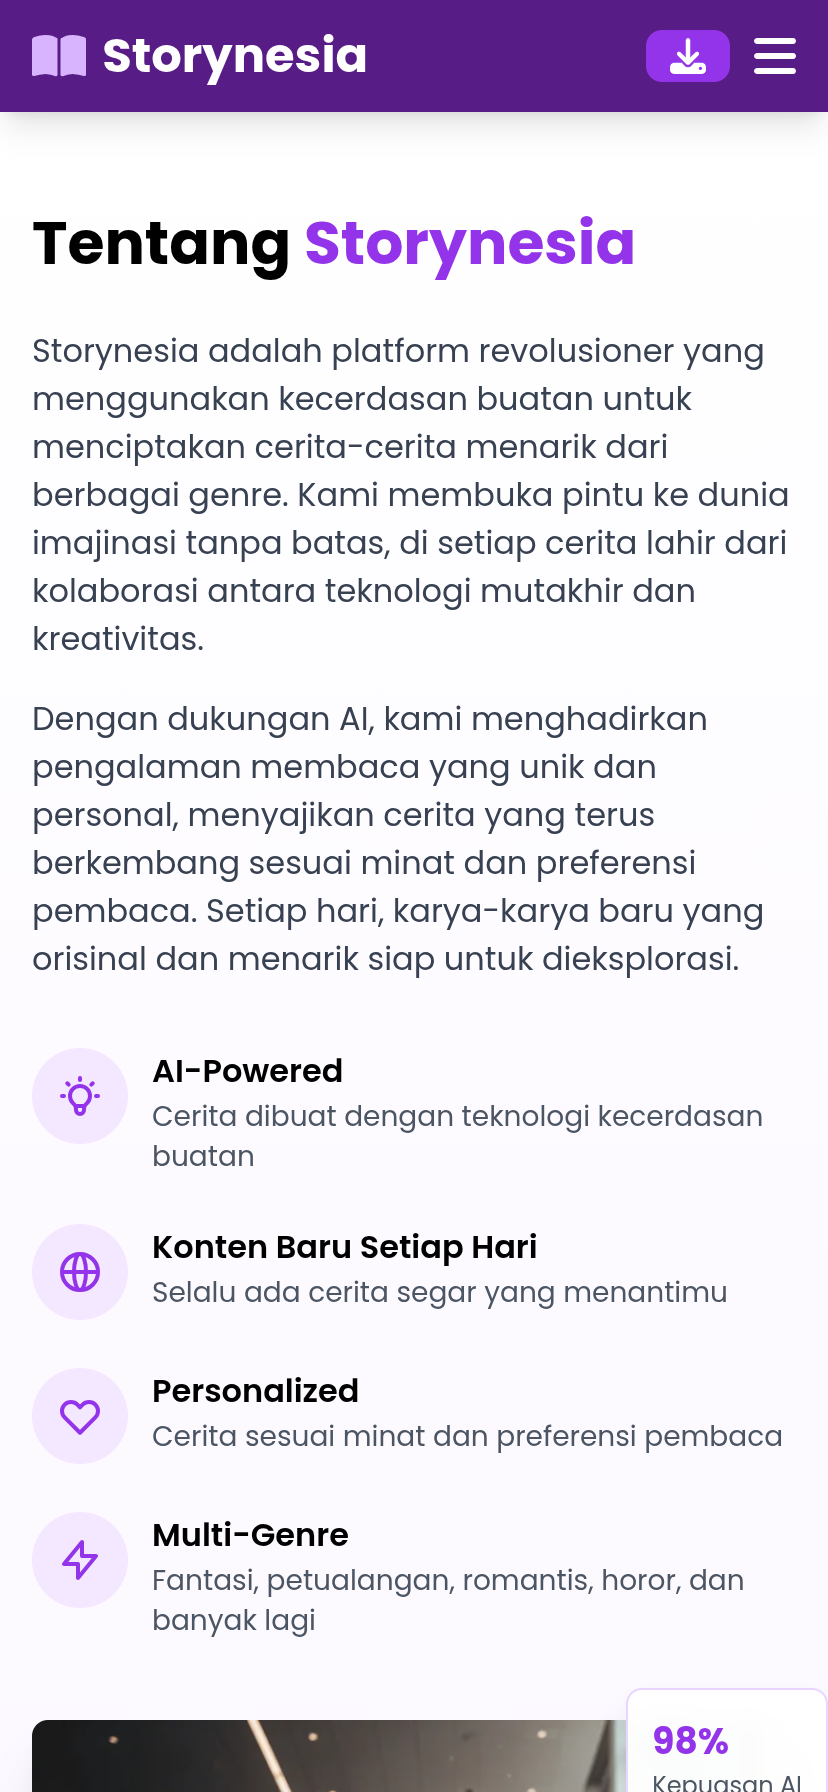 Storynesia
Tentang Storynesia
Storynesia adalah platform revolusioner yang
menggunakan kecerdasan buatan untuk
menciptakan cerita-cerita menarik dari
berbagai genre. Kami membuka pintu ke dunia
imajinasi tanpa batas, di setiap cerita lahir dari
kolaborasi antara teknologi mutakhir dan
kreativitas.
Dengan dukungan AI, kami menghadirkan
pengalaman membaca yang unik dan
personal, menyajikan cerita yang terus
berkembang sesuai minat dan preferensi
pembaca. Setiap hari, karya-karya baru yang
orisinal dan menarik siap untuk dieksplorasi.
AI-Powered
Cerita dibuat dengan teknologi kecerdasan
buatan
Konten Baru Setiap Hari
Selalu ada cerita segar yang menantimu
Personalized
Cerita sesuai minat dan preferensi pembaca
Multi-Genre
Fantasi, petualangan, romantis, horor, dan
banyak lagi
98%
Kepuasan AI